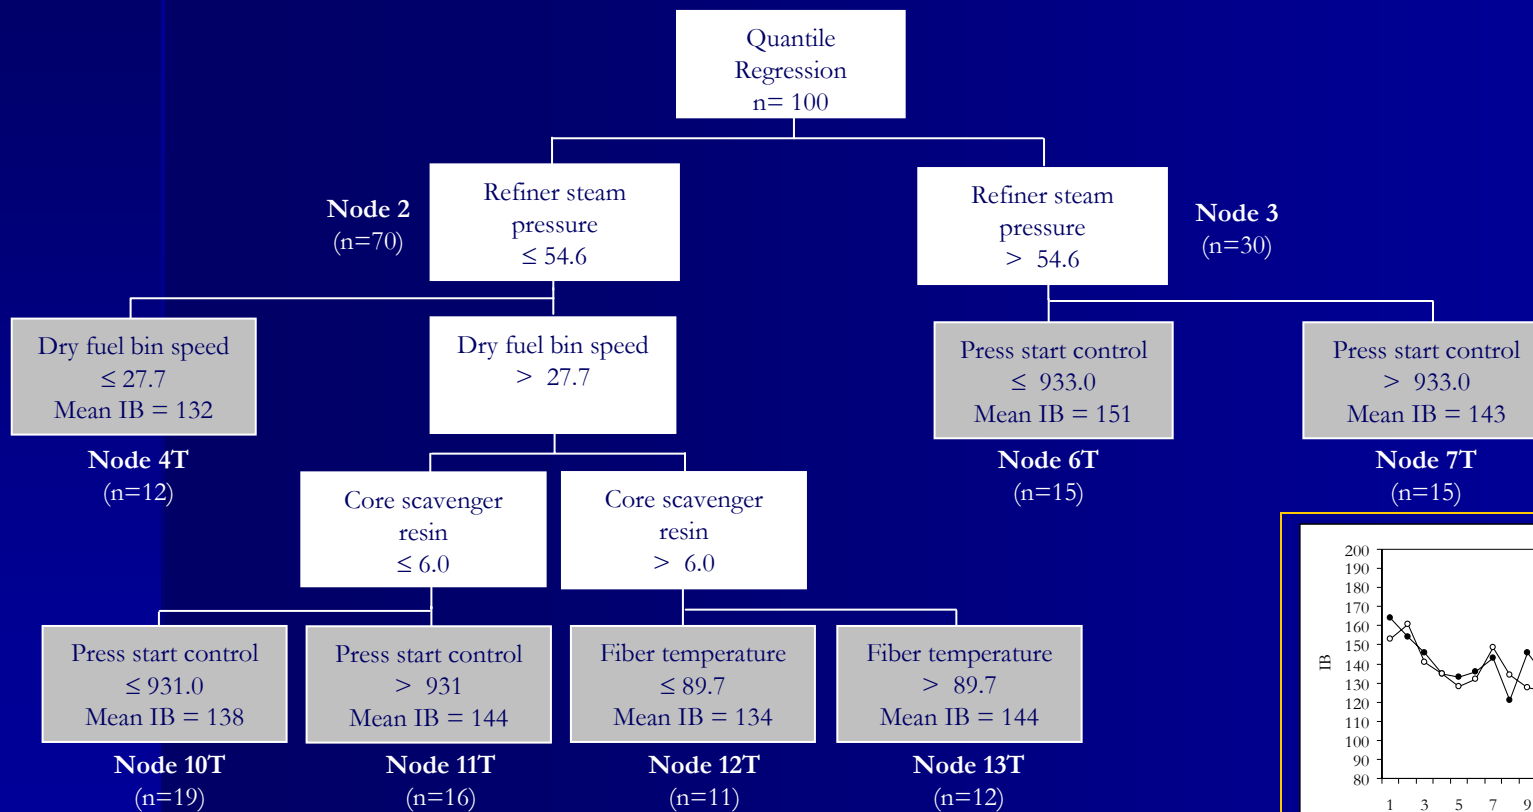 Quantile
Regression
n= 100
Node 2
(n=70)
Refiner steam
pressure
≤ 54.6
Refiner steam
pressure
> 54.6
Node 3
(n=30)
Dry fuel bin speed
≤ 27.7
Mean IB = 132
Node 4T
(n=12)
Dry fuel bin speed
> 27.7
Press start control
≤ 933.0
Mean IB = 151
Node 6T
(n=15)
Press start control
> 933.0
Mean IB = 143
Node 7T
(n=15)
Core scavenger
resin
≤ 6.0
Core scavenger
resin
> 6.0
Press start control
≤ 931.0
Mean IB = 138
Node 10T
(n=19)
Press start control
> 931
Mean IB = 144
Node 11T
(n=16)
Fiber temperature
≤ 89.7
Mean IB = 134
Node 12T
(n=11)
Fiber temperature
> 89.7
Mean IB = 144
Node 13T
(n=12)
200
190
180
170
160
150
140
130
120
110
100
90
80
IB
1 3 5 7 9